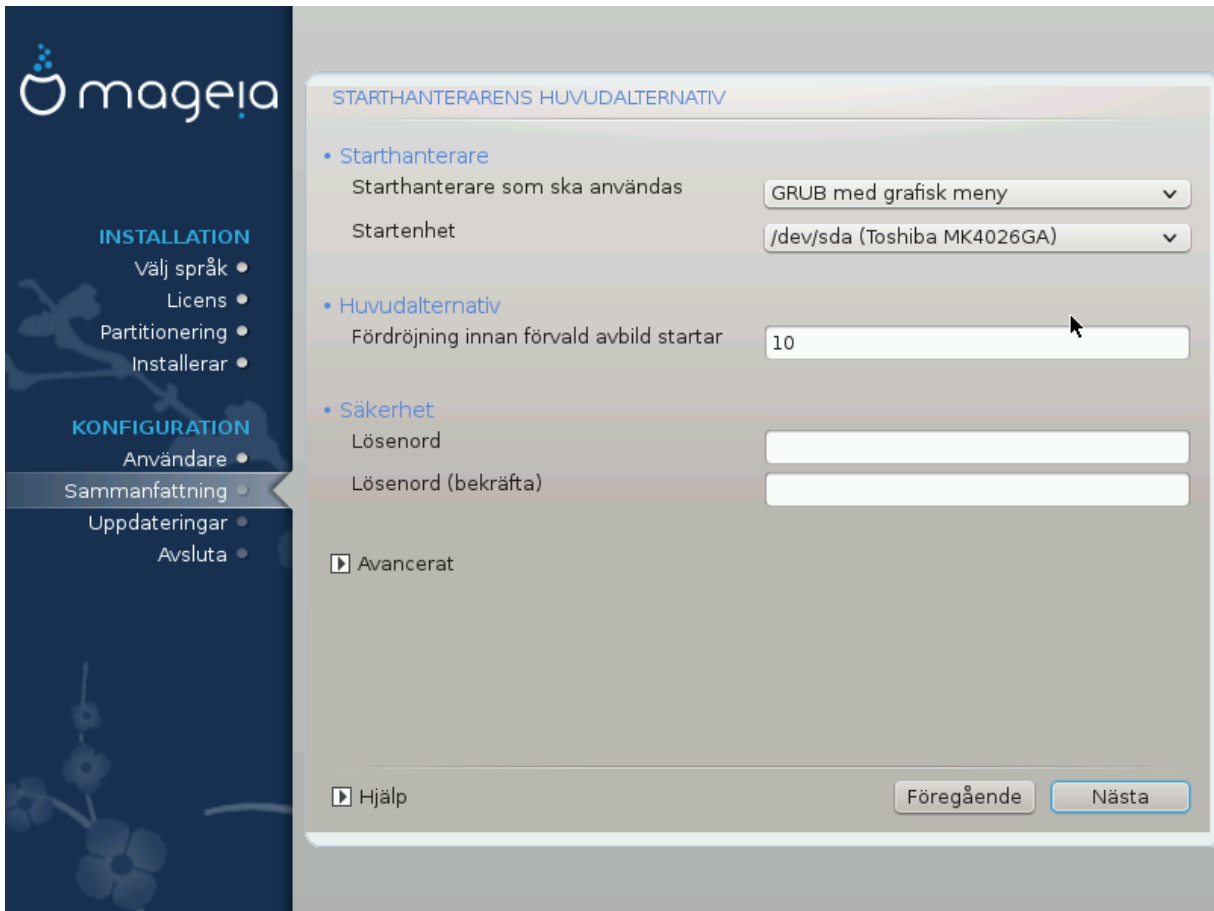 mageia
INSTALLATION
Välj språk
Licens
Partitionering
Installerar
KONFIGURATION
Användare
Sammanfattning
Uppdateringar
Avsluta
STARTHANTERARENS HUVUDALTERNATIV
Starthanterare
Starthanterare som ska användas GRUB med grafisk meny
Startenhet /dev/sda (Toshiba MK4026GA)
Huvudalternativ
Fördröjning innan förvald avbild startar 10
Säkerhet
Lösenord
Lösenord (bekräfta)
Avancerat
Hjälp Föregående Nästa